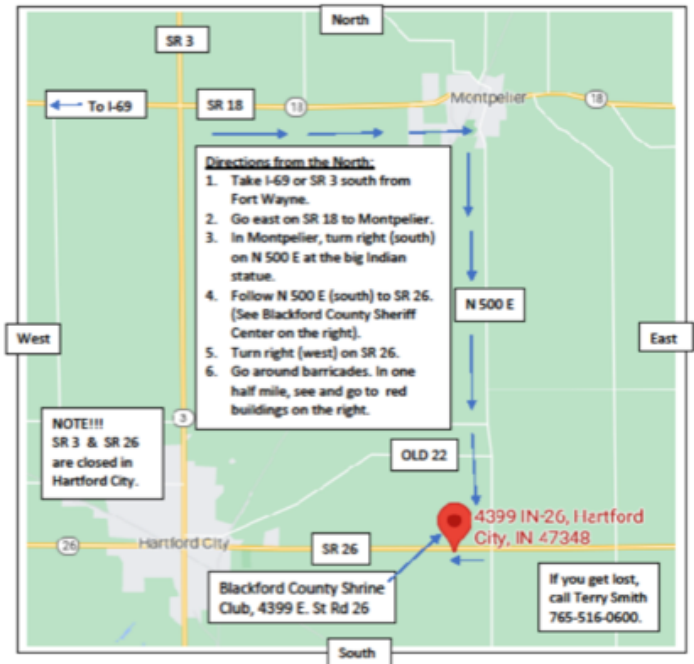 North
SR 3
To I-69
SR 18
18
Montpelier
18
Directions from the North:
1. Take I-69 or SR 3 south from
Fort Wayne.
2. Go east on SR 18 to Montpelier.
3. In Montpelier, turn right (south)
on N 500 E at the big Indian
statue.
4. Follow N 500 E (south) to SR 26.
(See Blackford County Sheriff
Center on the right).
5. Turn right (west) on SR 26.
6. Go around barricades. In one
half mile, see and go to red
buildings on the right.
N 500 E
West
East
3
NOTE!!!
SR 3 & SR 26
are closed in
Hartford City.
OLD 22
4399 IN-26, Hartford
City, IN 47348
26
Hartford City
SR 26
Blackford County Shrine
Club, 4399 E. St Rd 26
If you get lost,
call Terry Smith
765-516-0600.
South